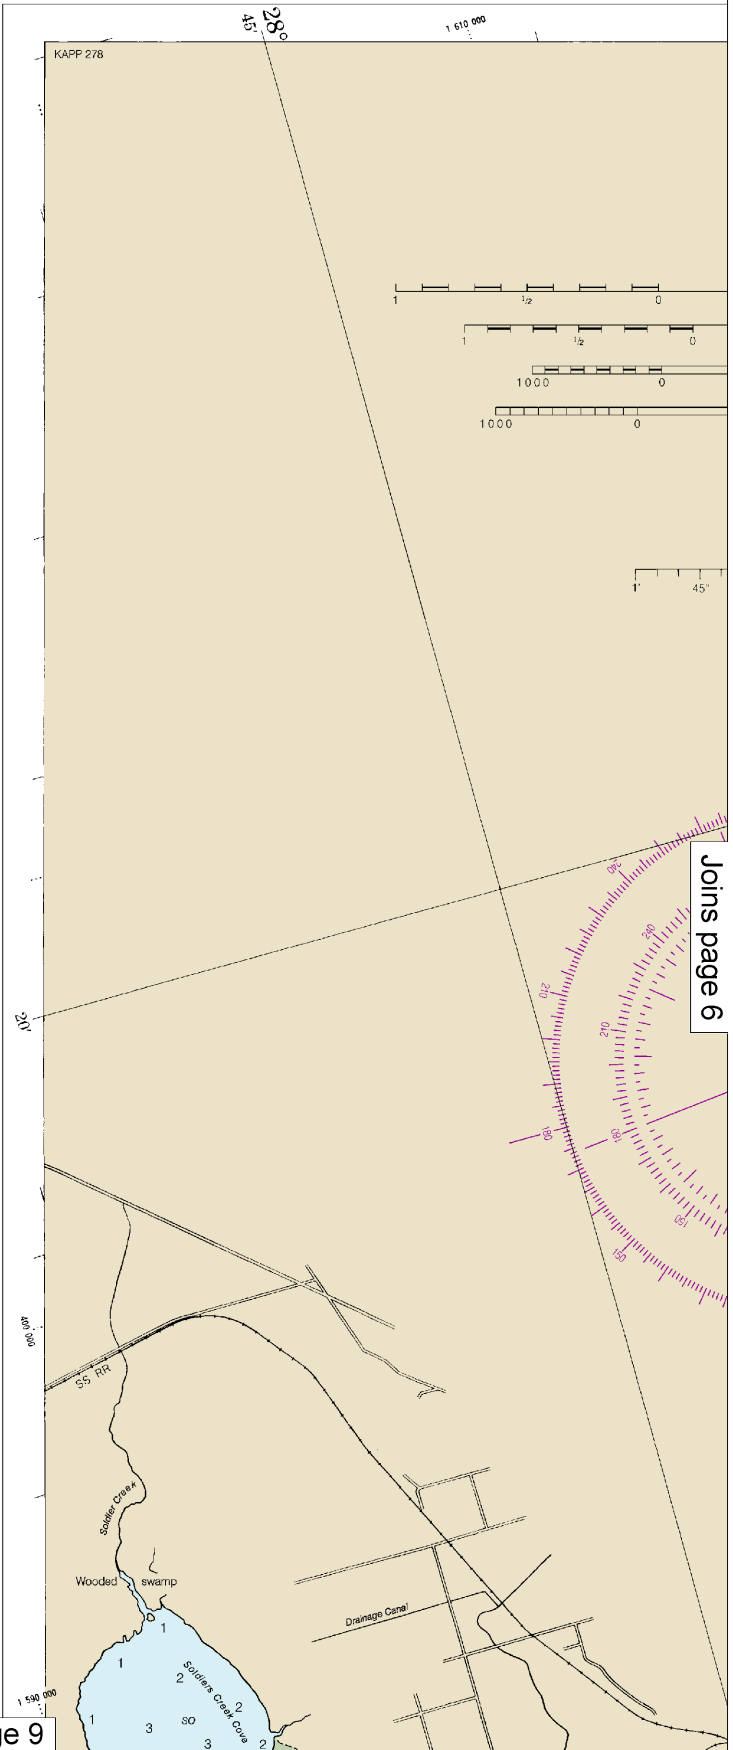 28°
45'
1 610 000
KAPP 278
1 1/2 0
1 1/2 0
1000 0
1000 0
1' 45"
240
Joins page 6
240
210
210
20'
180
180
150
150
400 000
SS RR
Soldier Creek
Wooded swamp
Drainage Canal
1
1
2
Soldiers Creek Cove
2
1 590 000
1
3
so
3
2
ge 9